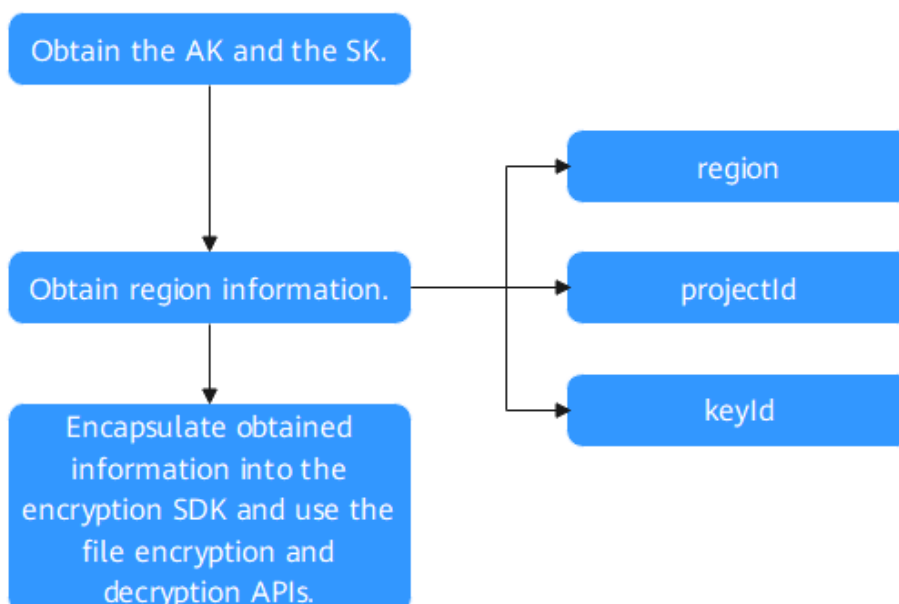 Obtain the AK and the SK.
region
Obtain region information.
projectId
keyId
Encapsulate obtained
information into the
encryption SDK and use the
file encryption and
decryption APIs.